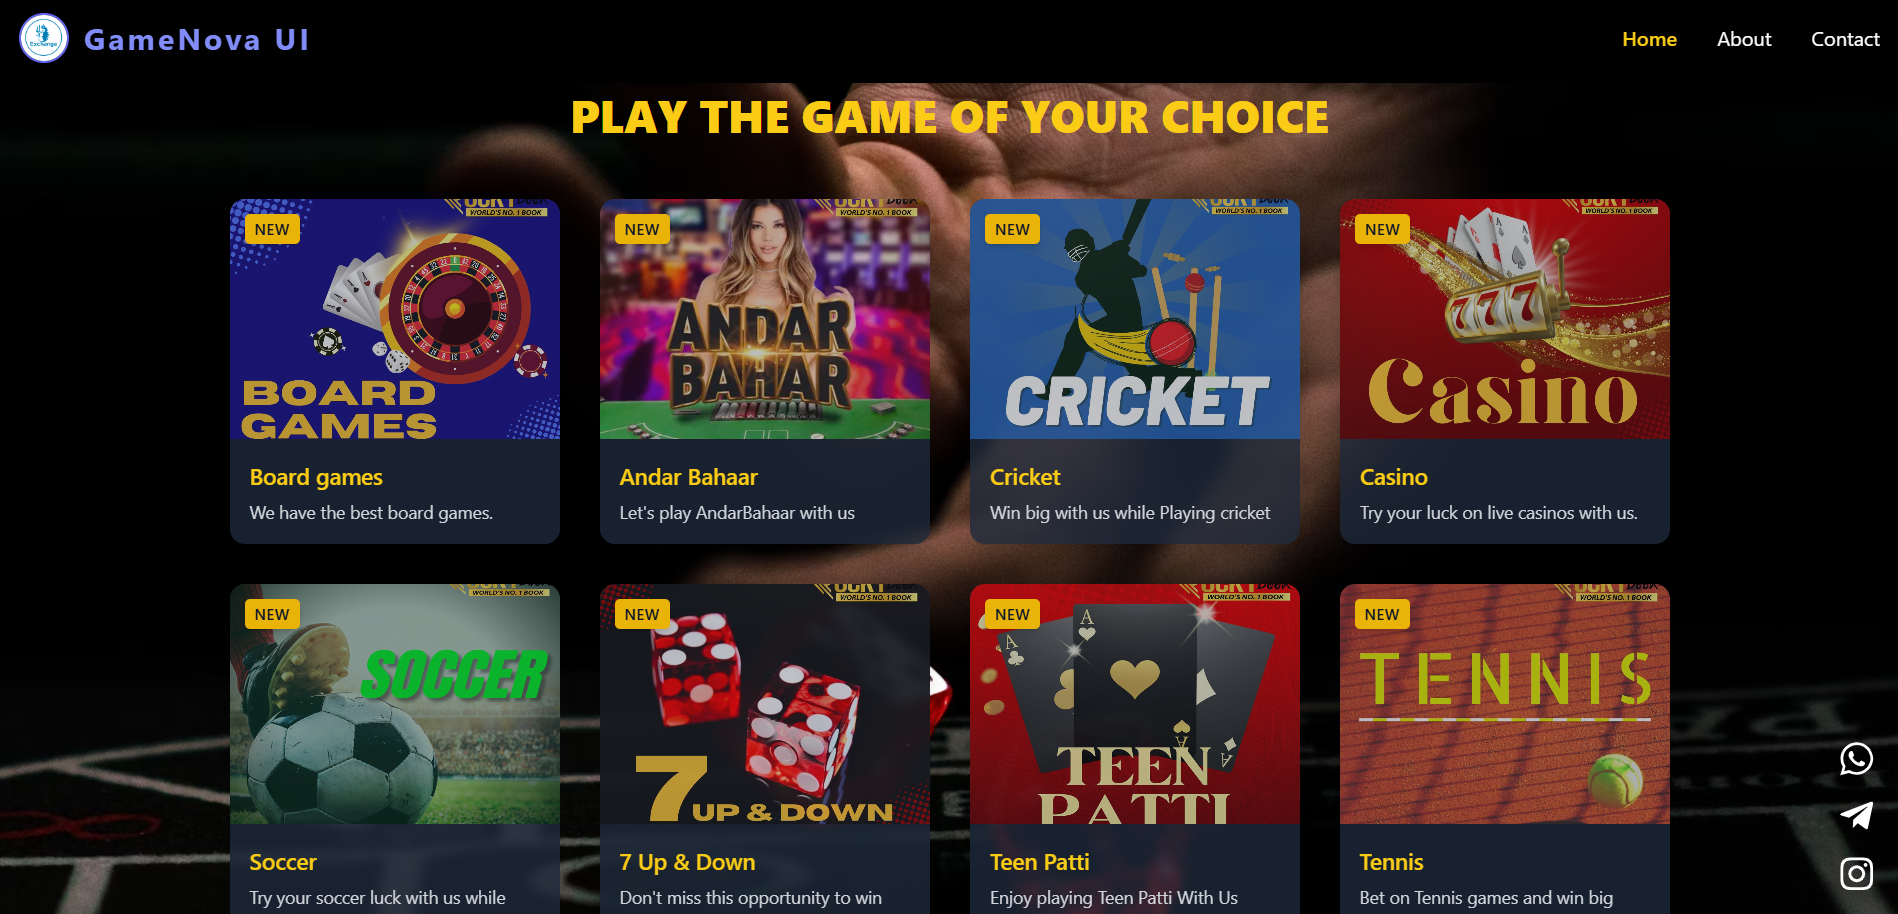 Exchange
GameNova UI
Home
About
Contact
PLAY THE GAME OF YOUR CHOICE
NEW
WORLD'S NO. 1 BOOK
BOARD
GAMES
Board games
We have the best board games.
NEW
WORLD'S NO. 1 BOOK
ANDAR
BAHAR
Andar Bahaar
Let's play AndarBahaar with us
NEW
WORLD'S NO. 1 BOOK
CRICKET
Cricket
Win big with us while Playing cricket
NEW
WORLD'S NO. 1 BOOK
777
Casino
Casino
Try your luck on live casinos with us.
NEW
WORLD'S NO. 1 BOOK
SOCCER
Soccer
Try your soccer luck with us while
NEW
WORLD'S NO. 1 BOOK
7 UP & DOWN
7 Up & Down
Don't miss this opportunity to win
NEW
WORLD'S NO. 1 BOOK
A
A
A
TEEN
PATTI
Teen Patti
Enjoy playing Teen Patti With Us
NEW
WORLD'S NO. 1 BOOK
TENNIS
Tennis
Bet on Tennis games and win big